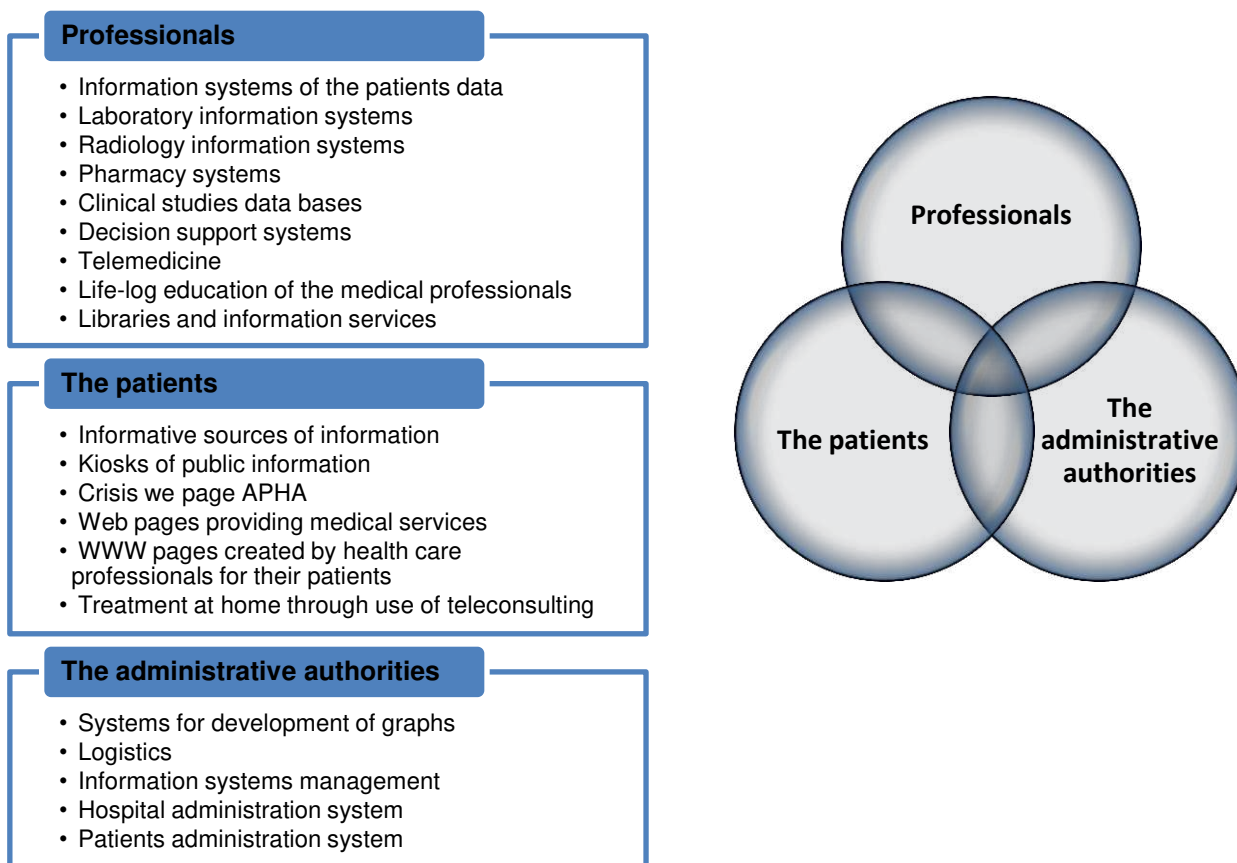 Professionals
• Information systems of the patients data
• Laboratory information systems
• Radiology information systems
• Pharmacy systems
• Clinical studies data bases
• Decision support systems
• Telemedicine
• Life-log education of the medical professionals
• Libraries and information services
The patients
• Informative sources of information
• Kiosks of public information
• Crisis we page APHA
• Web pages providing medical services
• WWW pages created by health care
professionals for their patients
• Treatment at home through use of teleconsulting
The administrative authorities
• Systems for development of graphs
• Logistics
• Information systems management
• Hospital administration system
• Patients administration system
Professionals
The patients
The
administrative
authorities